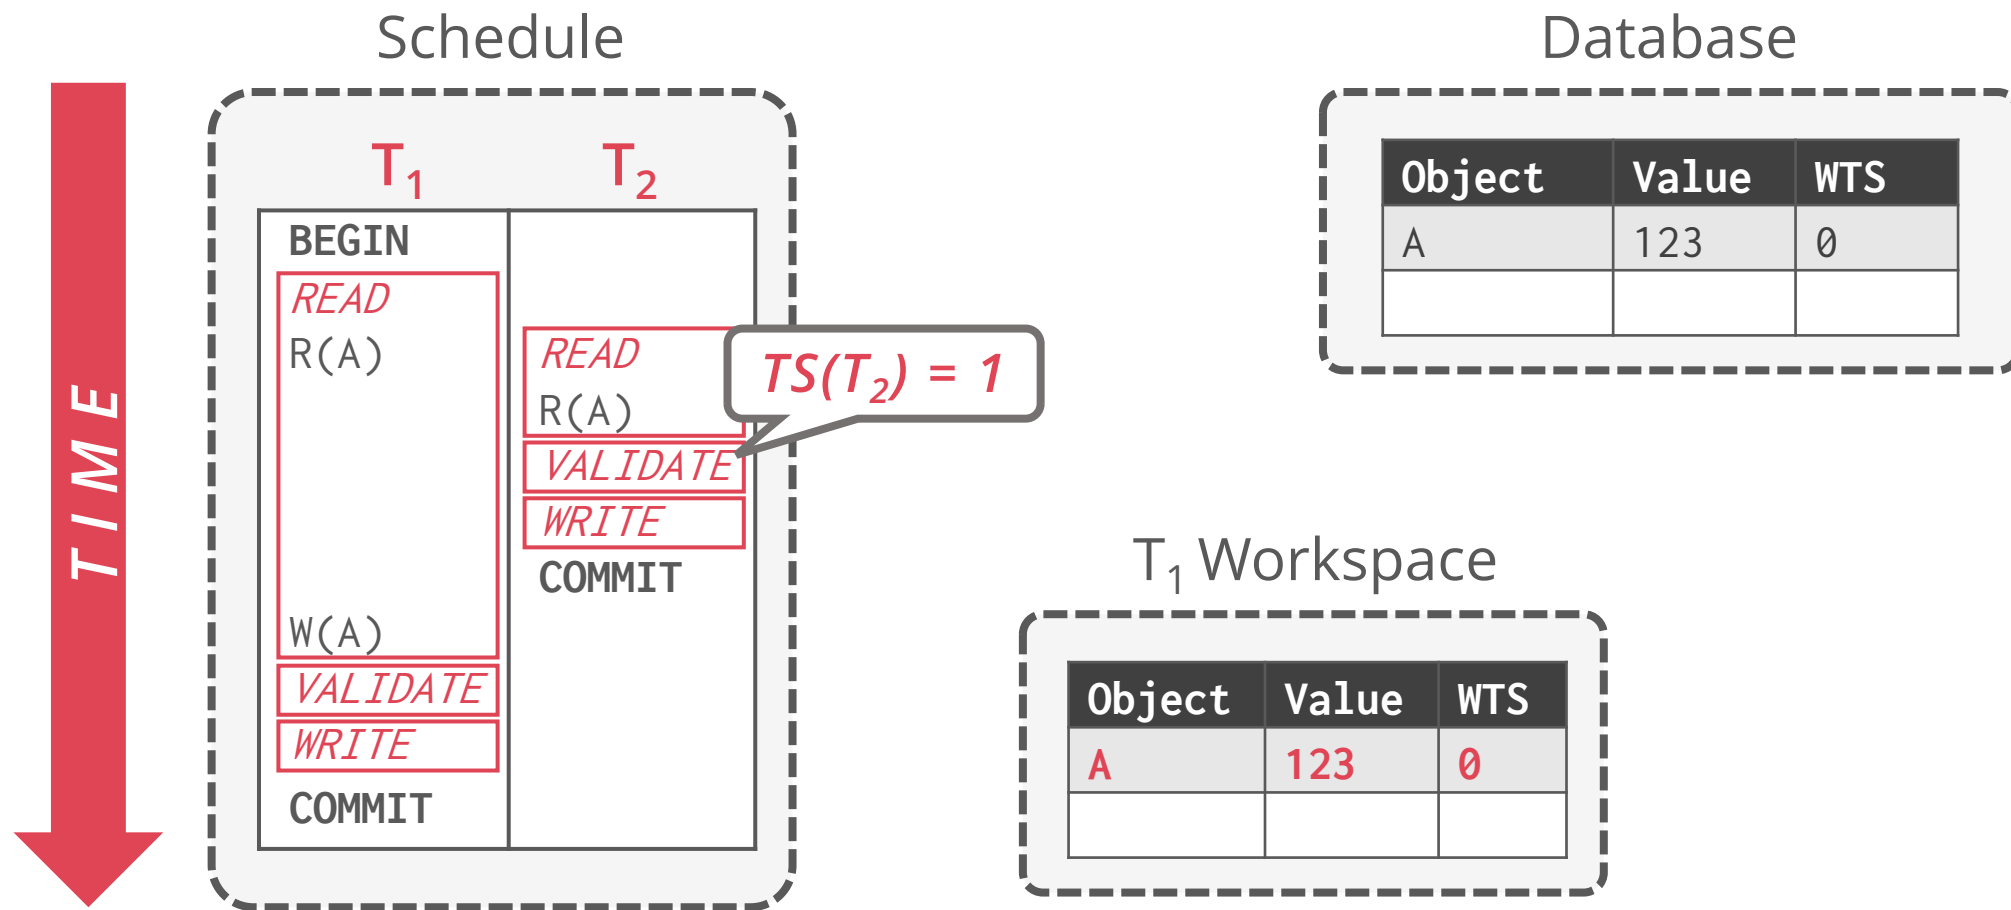 Schedule
Database
TIME
T1 T2
BEGIN
READ
R(A)
W(A)
VALIDATE
WRITE
COMMIT
READ
R(A)
VALIDATE
WRITE
COMMIT
TS(T2) = 1
Object Value WTS
A 123 0
T1 Workspace
Object Value WTS
A 123 0